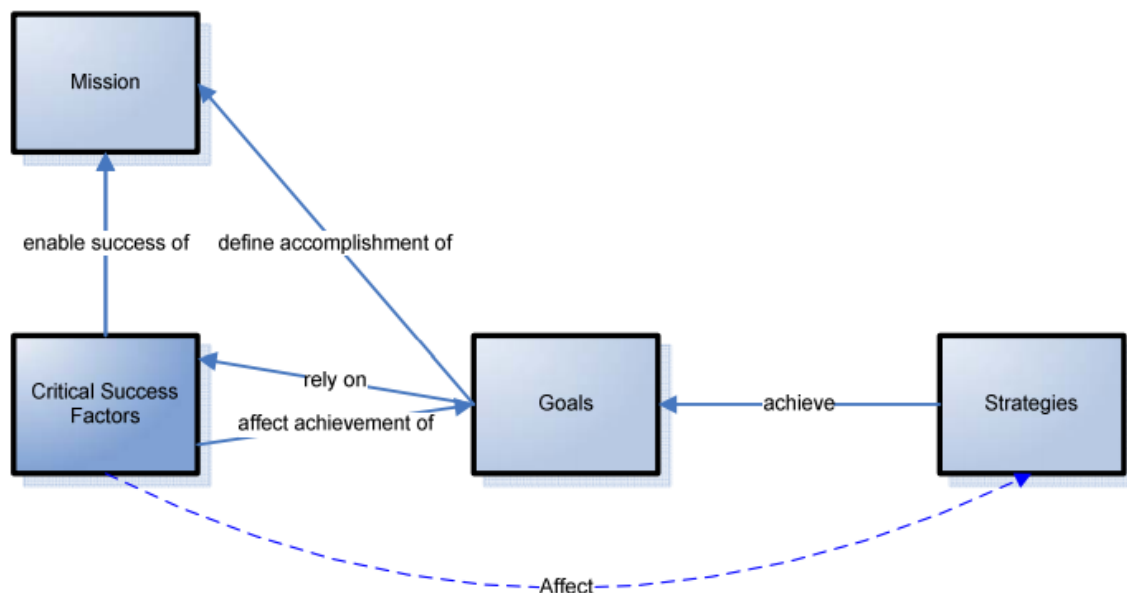 Mission
enable success of
define accomplishment of
Critical Success
Factors
rely on
affect achievement of
Goals
achieve
Strategies
Affect